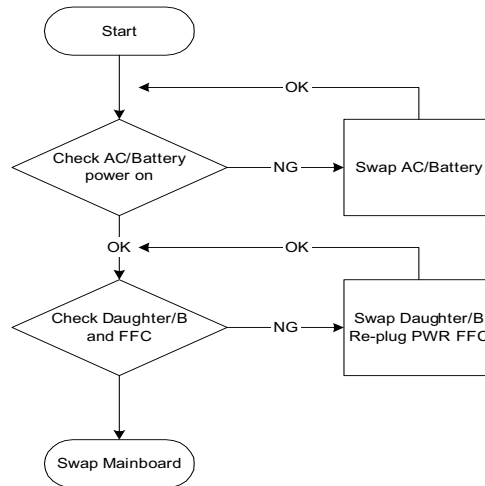 Start
OK
Check AC/Battery
power on
NG
Swap AC/Battery
OK
OK
Check Daughter/B
and FFC
NG
Swap Daughter/B
Re-plug PWR FFC
Swap Mainboard